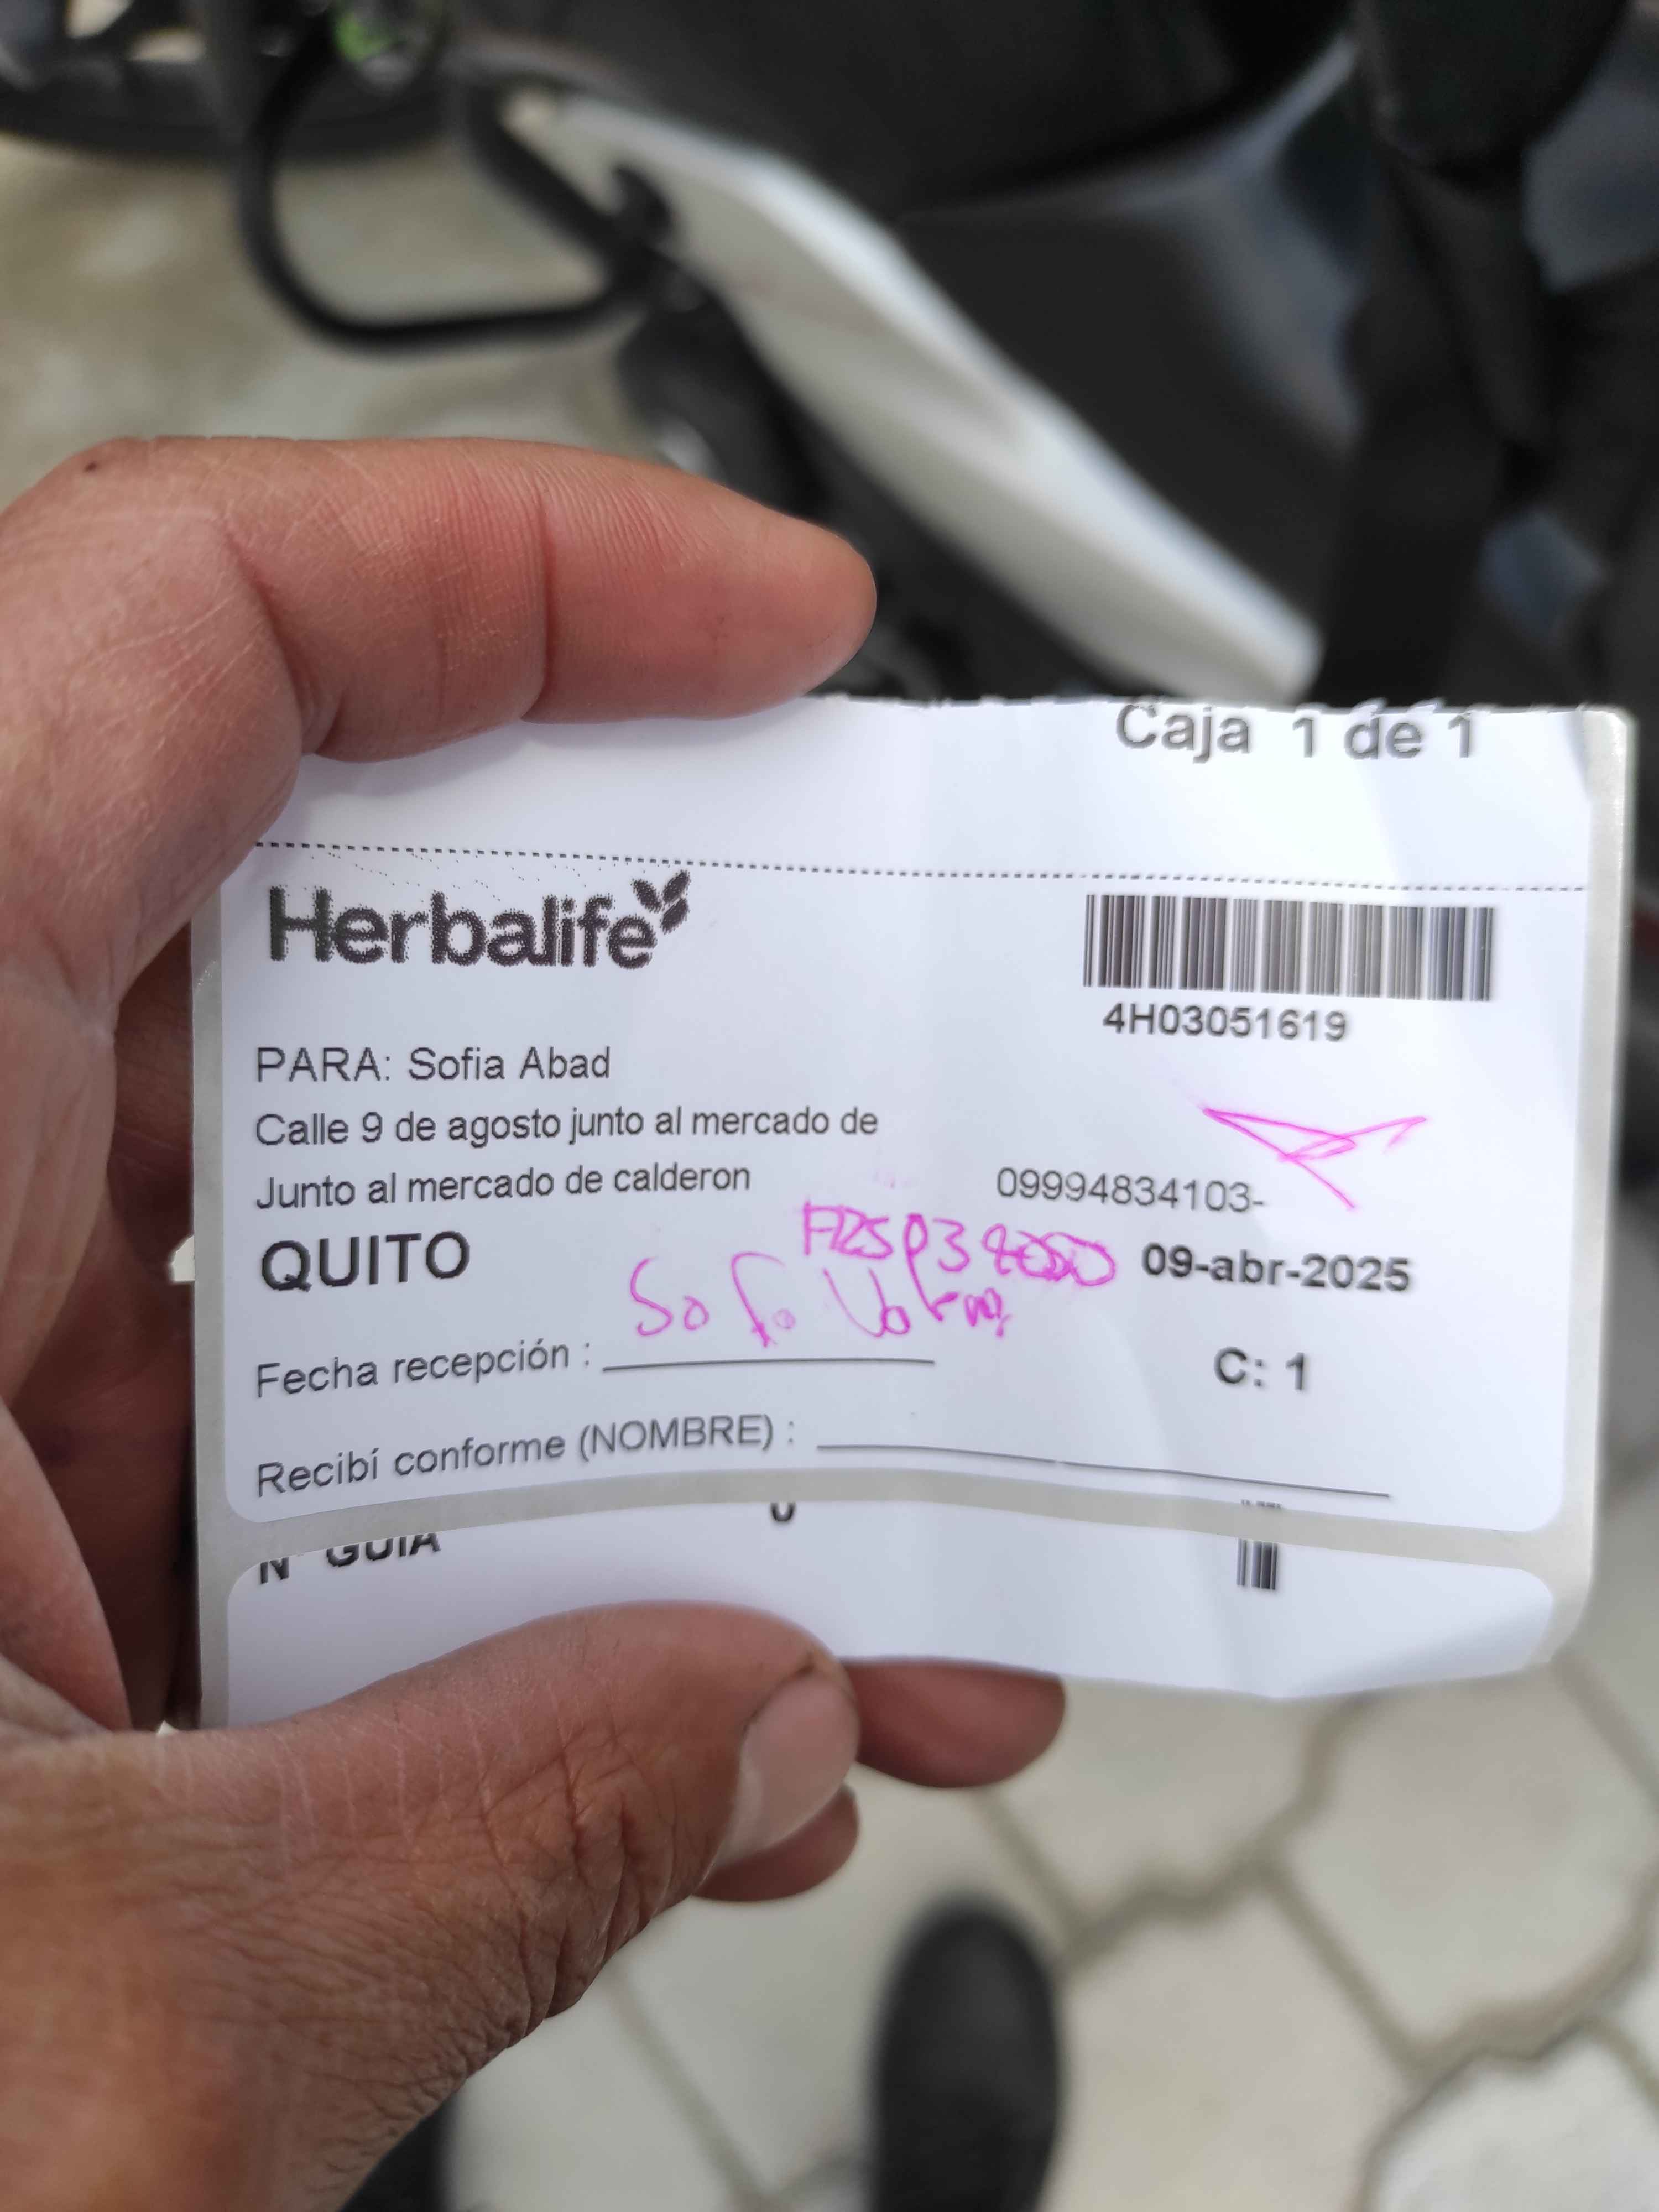 Caja 1 de 1
Herbalife
4H03051619
PARA: Sofia Abad
Calle 9 de agosto junto al mercado de
Junto al mercado de calderon
09994834103-
QUITO
09-abr-2025
Fecha recepción :
C: 1
Recibí conforme (NOMBRE) :
N° GUIA